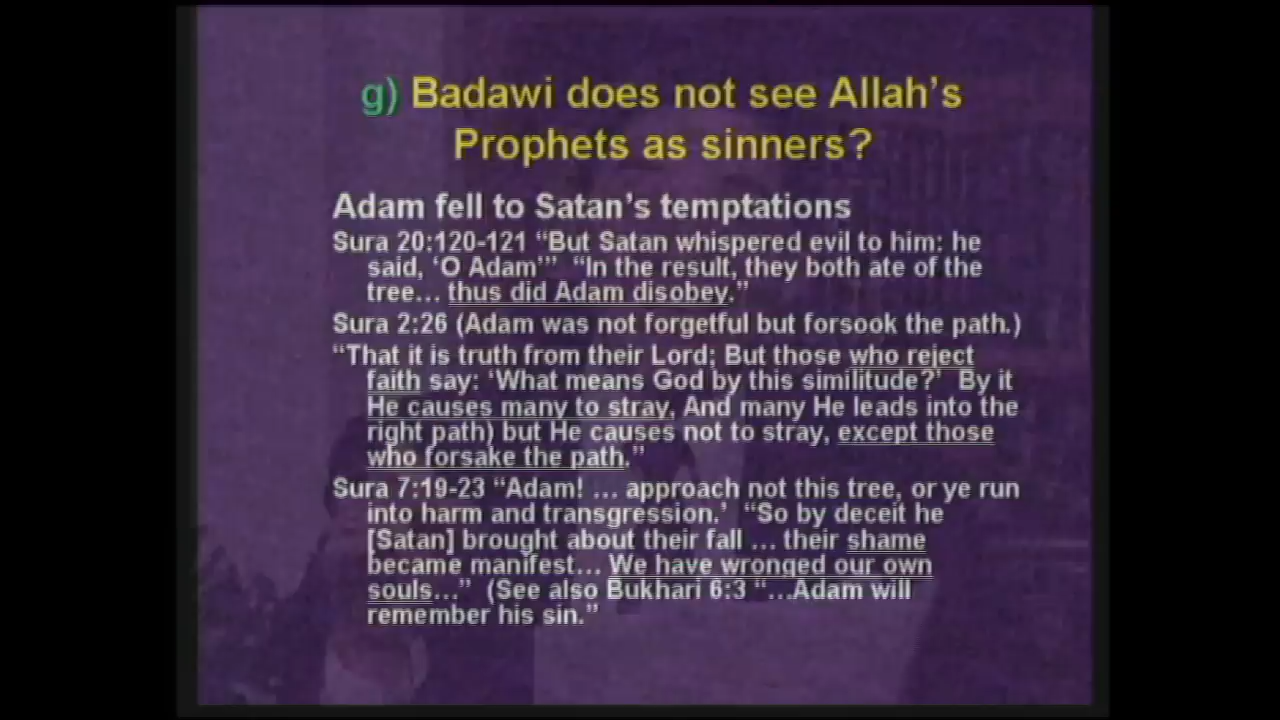 g) Badawi does not see Allah's
Prophets as sinners?
Adam fell to Satan's temptations
Sura 20:120-121 “But Satan whispered evil to him: he
said, ‘O Adam’” “In the result, they both ate of the
tree... thus did Adam disobey.”
Sura 2:26 (Adam was not forgetful but forsook the path.)
“That it is truth from their Lord; But those who reject
faith say: ‘What means God by this similitude?’ By it
He causes many to stray, And many He leads into the
right path) but He causes not to stray, except those
who forsake the path.”
Sura 7:19-23 “Adam! ... approach not this tree, or ye run
into harm and transgression.’ “So by deceit he
[Satan] brought about their fall ... their shame
became manifest... We have wronged our own
souls...” (See also Bukhari 6:3 “...Adam will
remember his sin.”